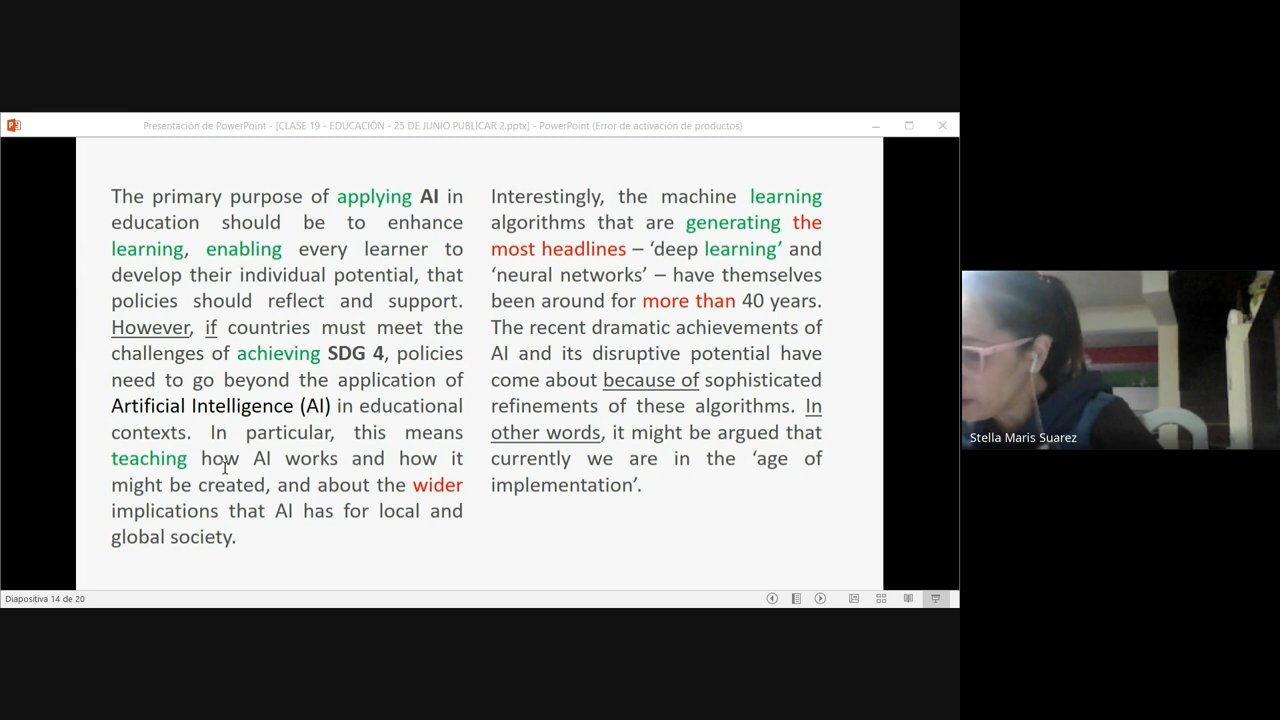 Presentación de PowerPoint - [CLASE 19 - EDUCACIÓN - 25 DE JUNIO PUBLICAR 2.pptx] - PowerPoint (Error de activación de productos)
The primary purpose of applying AI in
education should be to enhance
learning, enabling every learner to
develop their individual potential, that
policies should reflect and support.
However, if countries must meet the
challenges of achieving SDG 4, policies
need to go beyond the application of
Artificial Intelligence (AI) in educational
contexts. In particular, this means
teaching how AI works and how it
might be created, and about the wider
implications that AI has for local and
global society.
Interestingly, the machine learning
algorithms that are generating the
most headlines – ‘deep learning’ and
‘neural networks’ – have themselves
been around for more than 40 years.
The recent dramatic achievements of
AI and its disruptive potential have
come about because of sophisticated
refinements of these algorithms. In
other words, it might be argued that
currently we are in the ‘age of
implementation’.
Stella Maris Suarez
Diapositiva 14 de 20